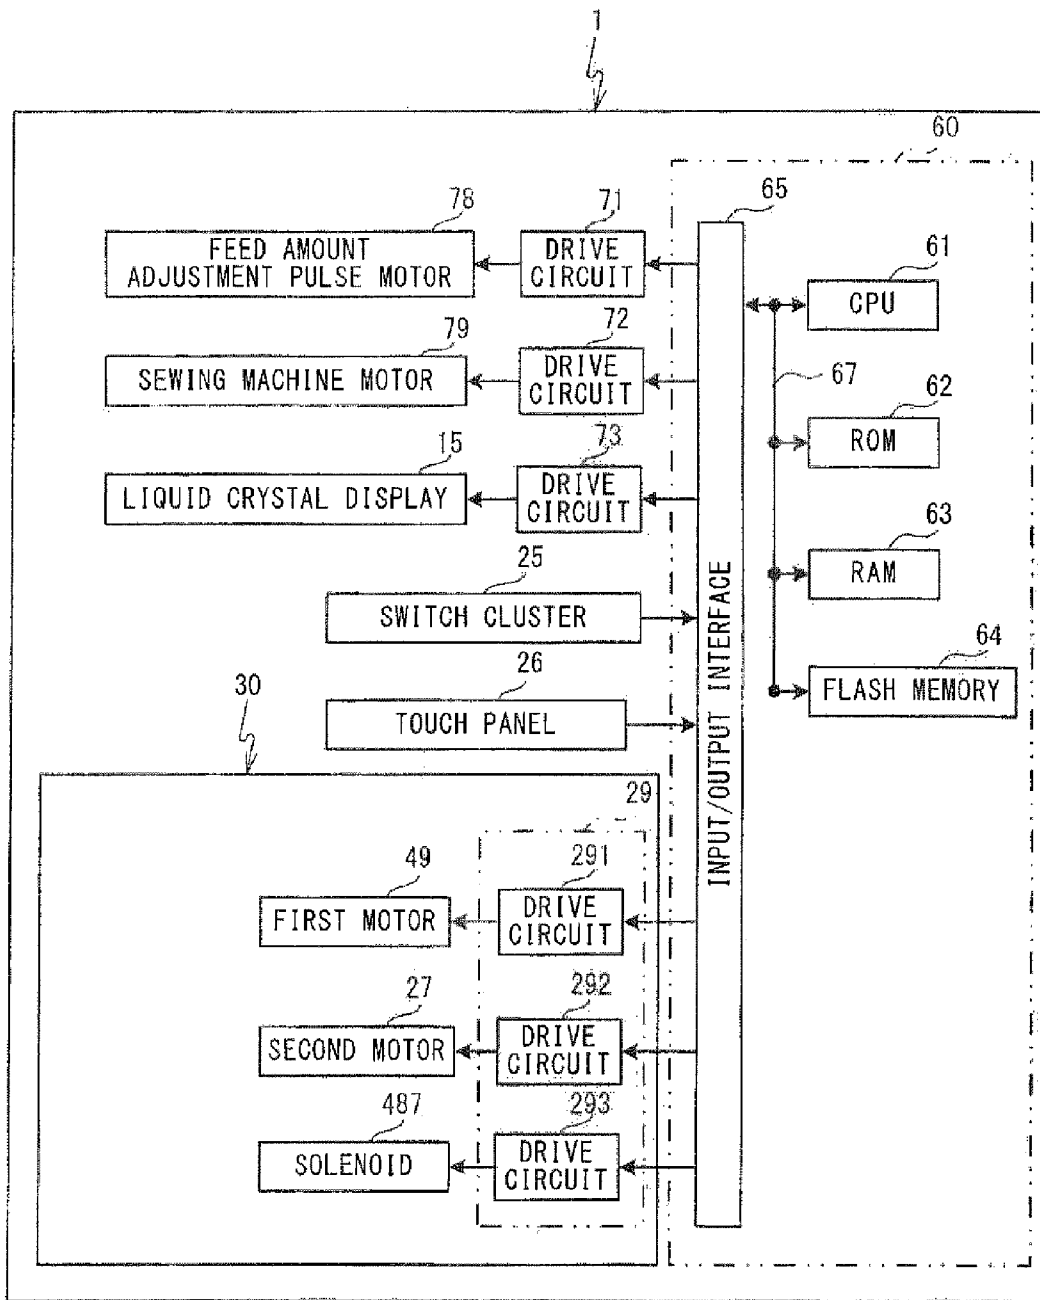 1
60
78
FEED AMOUNT
ADJUSTMENT PULSE MOTOR
71
DRIVE
CIRCUIT
65
61
CPU
79
SEWING MACHINE MOTOR
72
DRIVE
CIRCUIT
67
62
ROM
15
LIQUID CRYSTAL DISPLAY
73
DRIVE
CIRCUIT
63
RAM
25
SWITCH CLUSTER
64
FLASH MEMORY
26
TOUCH PANEL
INPUT/OUTPUT INTERFACE
30
29
49
FIRST MOTOR
291
DRIVE
CIRCUIT
27
SECOND MOTOR
292
DRIVE
CIRCUIT
487
SOLENOID
293
DRIVE
CIRCUIT